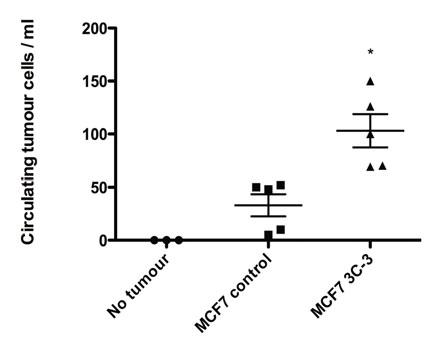 Circulating tumour cells / ml
200
150
100
50
0
*
No tumour
MCF7 control
MCF7 3C-3